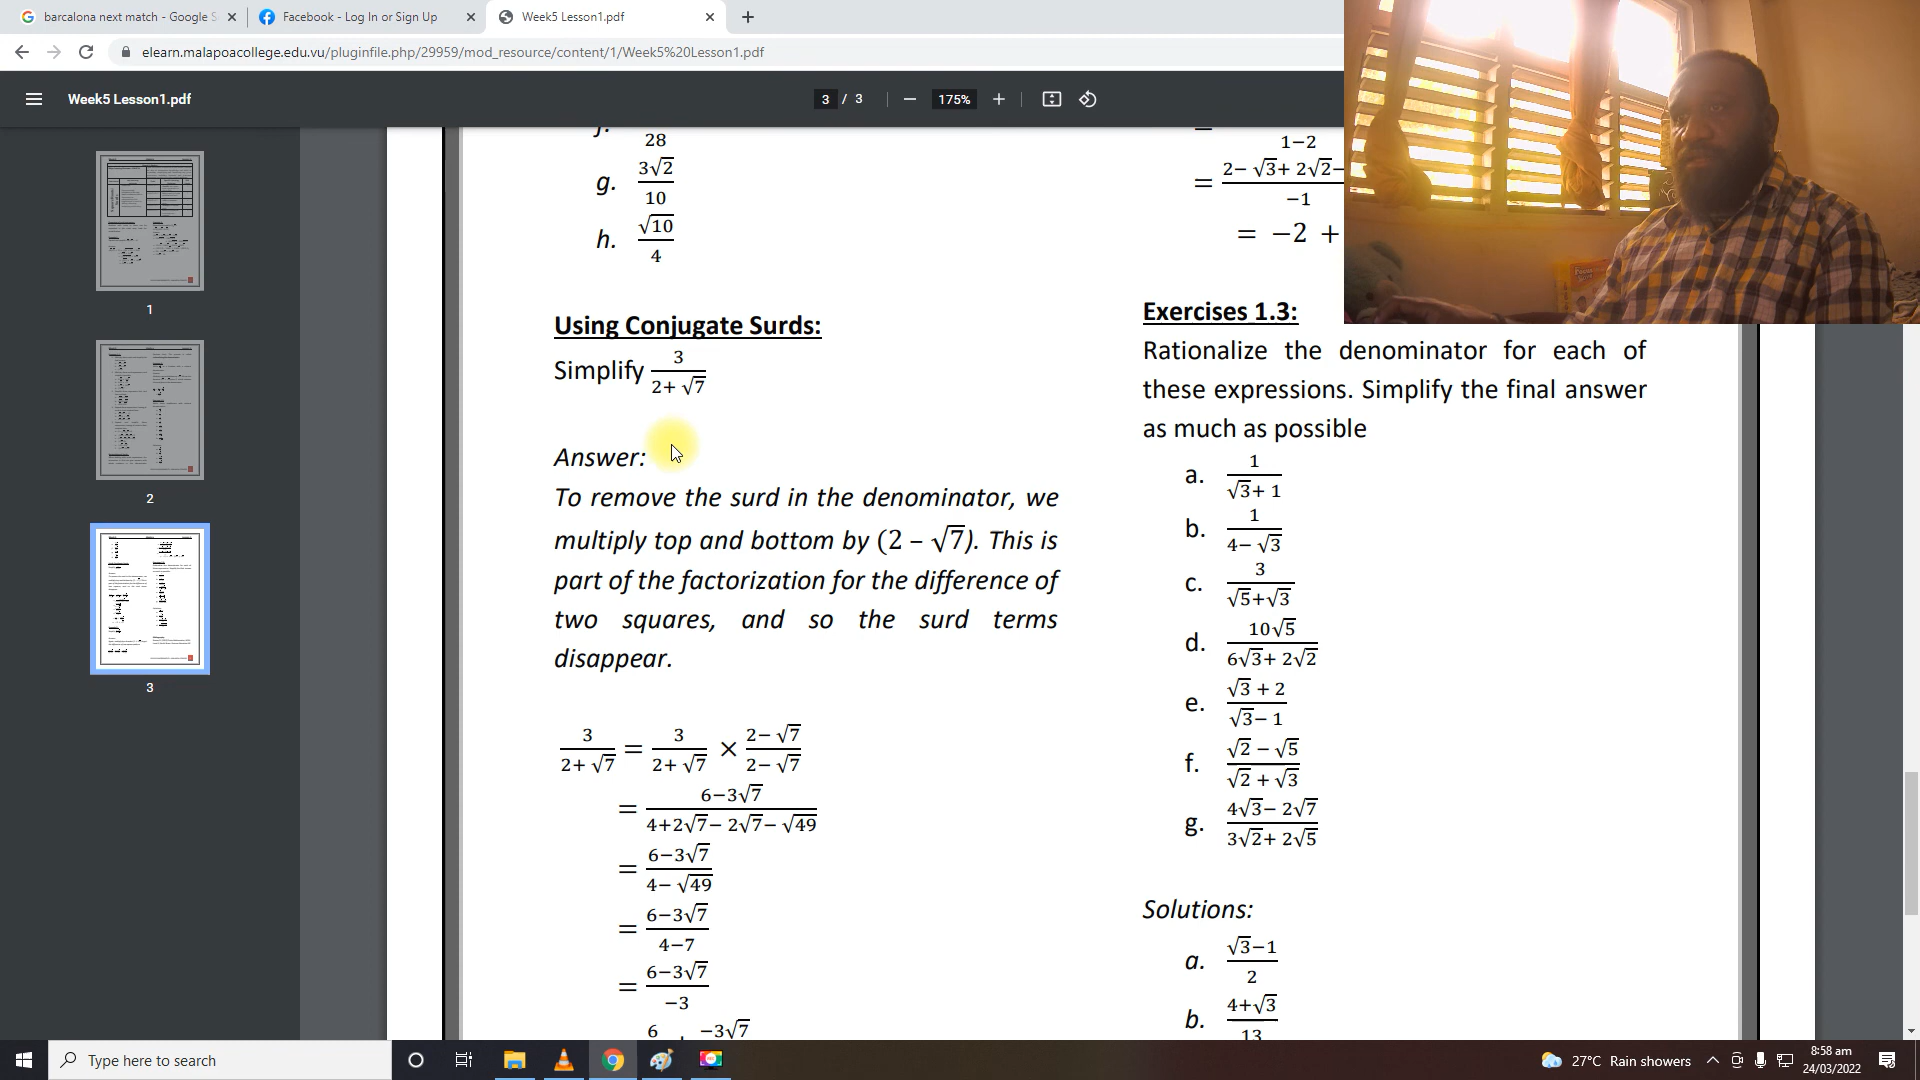 barcalona next match - Google S
Facebook - Log In or Sign Up
Week5 Lesson1.pdf
elearn.malapoacollege.edu.vu/pluginfile.php/29959/mod_resource/content/1/Week5%20Lesson1.pdf
Week5 Lesson1.pdf
3 / 3
175%
1
2
3
28
g. 3√2/10
h. √10/4
Using Conjugate Surds:
Simplify 3/(2+ √7)
Answer:
To remove the surd in the denominator, we
multiply top and bottom by (2 – √7). This is
part of the factorization for the difference of
two squares, and so the surd terms
disappear.
3/(2+ √7) = 3/(2+ √7) × (2− √7)/(2− √7)
= (6−3√7)/(4+2√7− 2√7− √49)
= (6−3√7)/(4− √49)
= (6−3√7)/(4−7)
= (6−3√7)/−3
6 + −3√7
1−2
= (2− √3+ 2√2−)/−1
= −2 +
Exercises 1.3:
Rationalize the denominator for each of
these expressions. Simplify the final answer
as much as possible
a. 1/(√3+ 1)
b. 1/(4− √3)
c. 3/(√5+√3)
d. 10√5/(6√3+ 2√2)
e. (√3 + 2)/(√3− 1)
f. (√2 − √5)/(√2 + √3)
g. (4√3− 2√7)/(3√2+ 2√5)
Solutions:
a. (√3−1)/2
b. (4+√3)/13
Type here to search
27°C Rain showers
8:58 am
24/03/2022